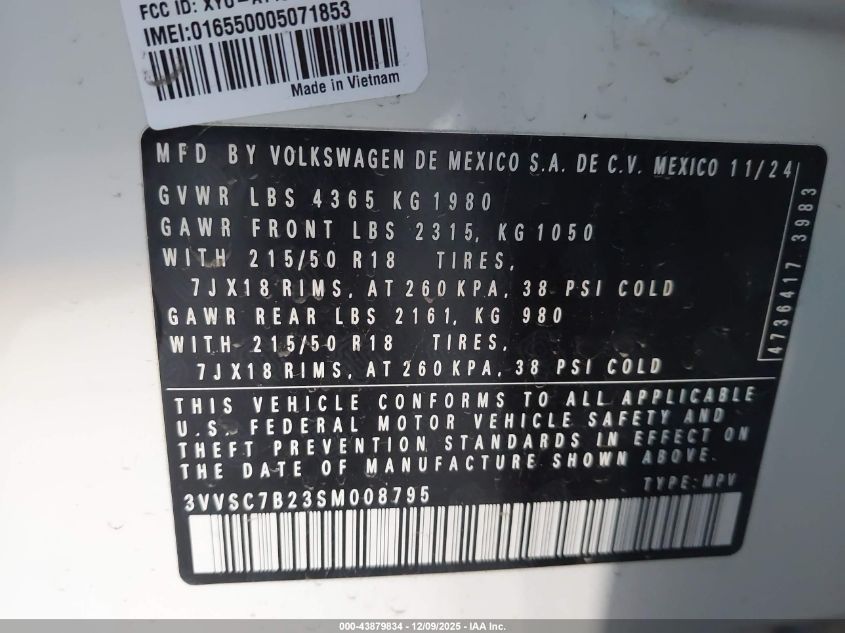 FCC ID:
IMEI:016550005071853
Made in Vietnam
MFD BY VOLKSWAGEN DE MEXICO S.A. DE C.V. MEXICO 11/24
GVWR LBS 4365 KG 1980
GAWR FRONT LBS 2315, KG 1050
WITH 215/50 R18 TIRES,
7JX18 RIMS, AT 260 KPA, 38 PSI COLD
GAWR REAR LBS 2161, KG 980
WITH 215/50 R18 TIRES,
7JX18 RIMS, AT 260 KPA, 38 PSI COLD
4736417 3983
THIS VEHICLE CONFORMS TO ALL APPLICABLE
U.S. FEDERAL MOTOR VEHICLE SAFETY AND
THEFT PREVENTION STANDARDS IN EFFECT ON
THE DATE OF MANUFACTURE SHOWN ABOVE.
3VVSC7B23SM008795
TYPE: MPV
000-43879834 - 12/09/2025 - IAA Inc.